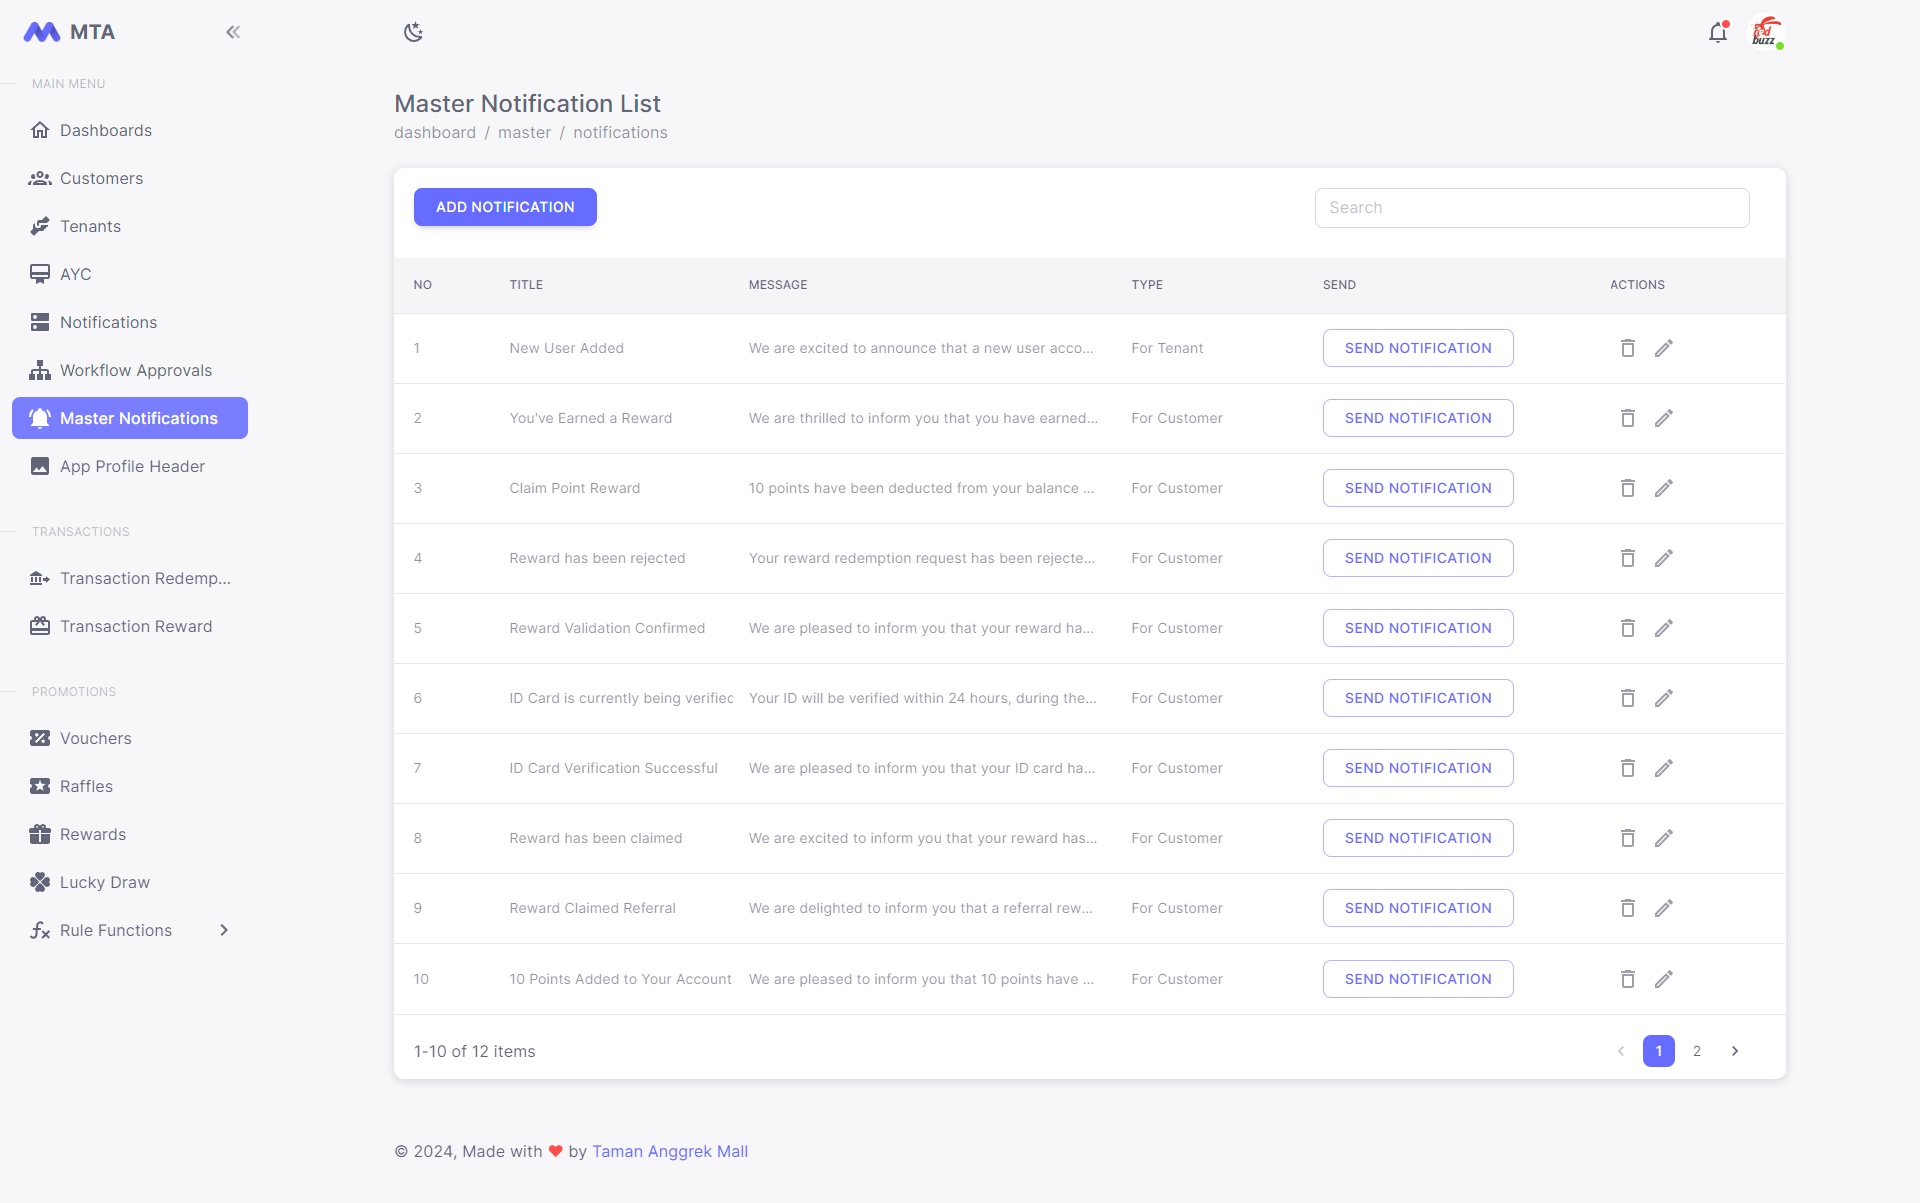 MTA
MAIN MENU
Dashboards
Customers
Tenants
AYC
Notifications
Workflow Approvals
Master Notifications
App Profile Header
TRANSACTIONS
Transaction Redemp...
Transaction Reward
PROMOTIONS
Vouchers
Raffles
Rewards
Lucky Draw
Rule Functions
buzz
Master Notification List
dashboard / master / notifications
ADD NOTIFICATION
Search
NO TITLE MESSAGE TYPE SEND ACTIONS
1 New User Added We are excited to announce that a new user acco... For Tenant SEND NOTIFICATION
2 You've Earned a Reward We are thrilled to inform you that you have earned... For Customer SEND NOTIFICATION
3 Claim Point Reward 10 points have been deducted from your balance ... For Customer SEND NOTIFICATION
4 Reward has been rejected Your reward redemption request has been rejecte... For Customer SEND NOTIFICATION
5 Reward Validation Confirmed We are pleased to inform you that your reward ha... For Customer SEND NOTIFICATION
6 ID Card is currently being verified Your ID will be verified within 24 hours, during the... For Customer SEND NOTIFICATION
7 ID Card Verification Successful We are pleased to inform you that your ID card ha... For Customer SEND NOTIFICATION
8 Reward has been claimed We are excited to inform you that your reward has... For Customer SEND NOTIFICATION
9 Reward Claimed Referral We are delighted to inform you that a referral rew... For Customer SEND NOTIFICATION
10 10 Points Added to Your Account We are pleased to inform you that 10 points have ... For Customer SEND NOTIFICATION
1-10 of 12 items
1 2
© 2024, Made with ❤ by Taman Anggrek Mall